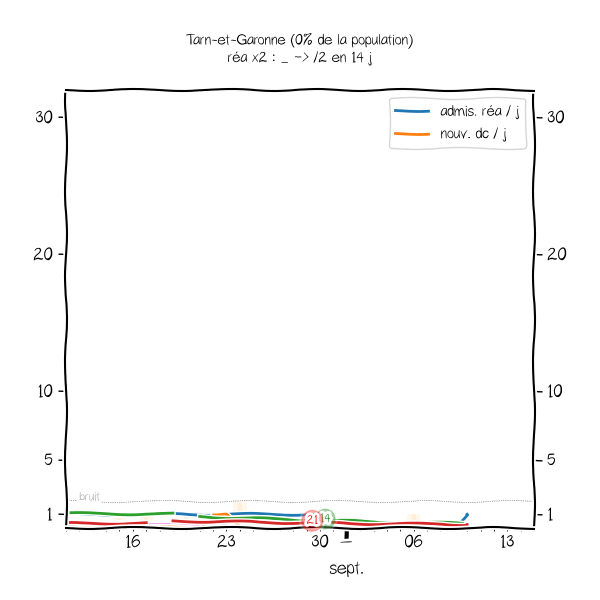 Tarn-et-Garonne (0% de la population)
réa x2 : _ -> /2 en 14 j
admis. réa / j
nouv. dc / j
30 30
20 20
10 10
5 5
... bruit
1 1
21 14
16 23 30 06 13
sept.